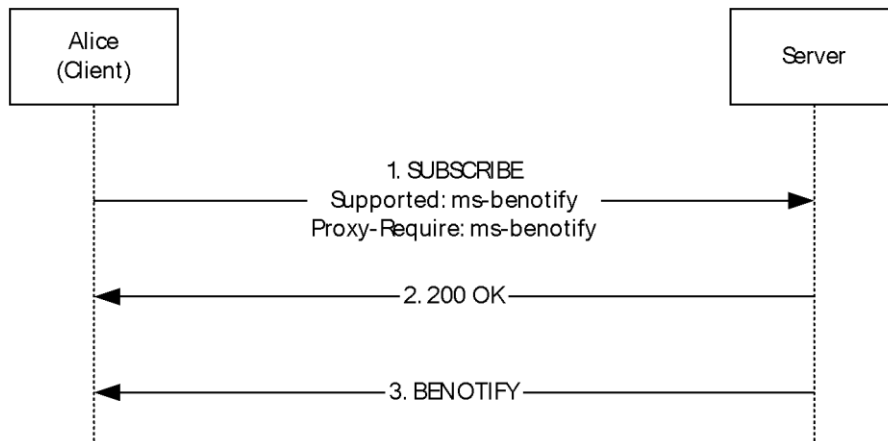 Alice
(Client)
Server
1. SUBSCRIBE
Supported: ms-benotify
Proxy-Require: ms-benotify
2. 200 OK
3. BENOTIFY